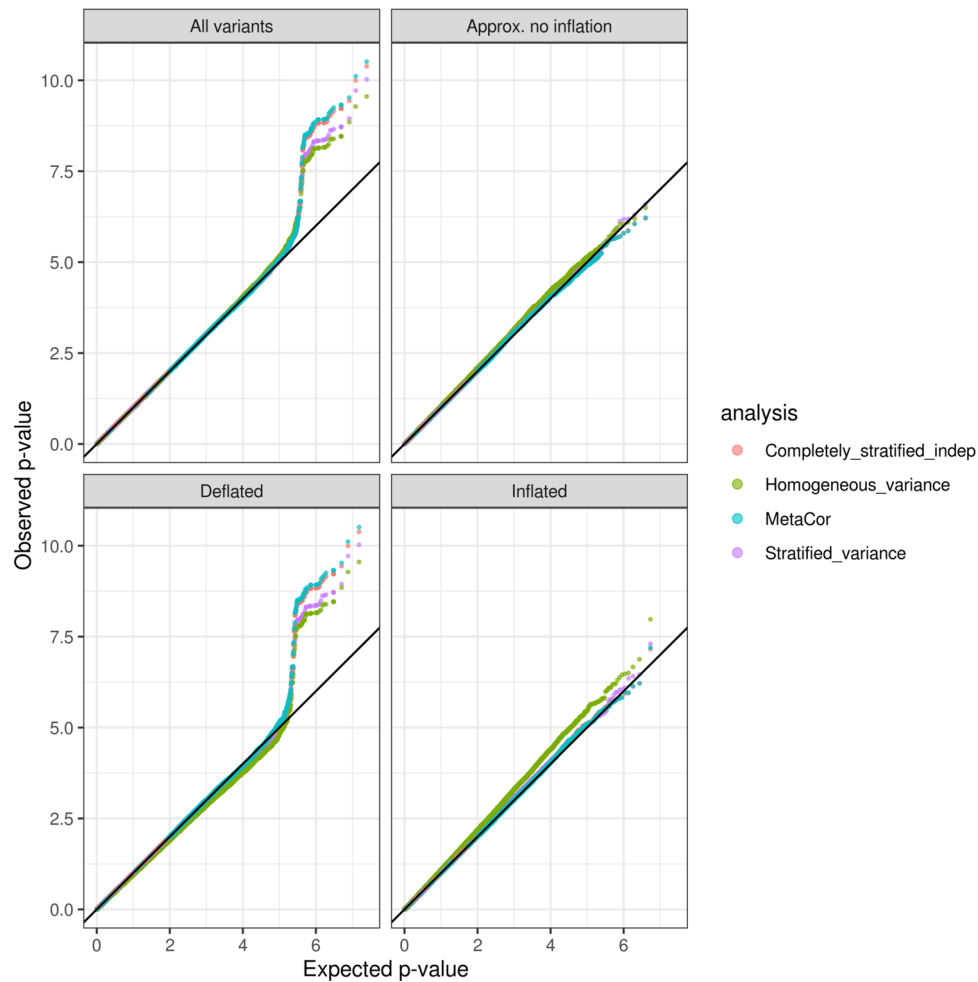 All variants
Approx. no inflation
10.0
7.5
5.0
2.5
0.0
Deflated
Inflated
10.0
7.5
5.0
2.5
0.0
0 2 4 6
0 2 4 6
Expected p-value
Observed p-value
analysis
Completely_stratified_indep
Homogeneous_variance
MetaCor
Stratified_variance